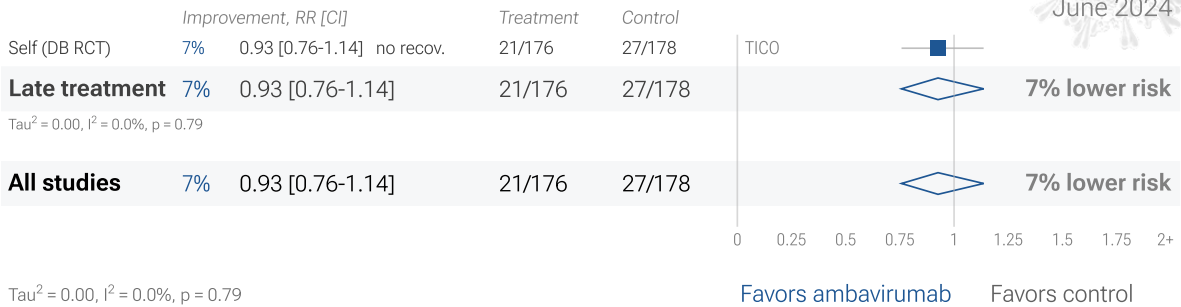 June 2024
Improvement, RR [CI] Treatment Control
Self (DB RCT) 7% 0.93 [0.76-1.14] no recov. 21/176 27/178 TICO
Late treatment 7% 0.93 [0.76-1.14] 21/176 27/178 7% lower risk
Tau² = 0.00, I² = 0.0%, p = 0.79
All studies 7% 0.93 [0.76-1.14] 21/176 27/178 7% lower risk
0 0.25 0.5 0.75 1 1.25 1.5 1.75 2+
Tau² = 0.00, I² = 0.0%, p = 0.79 Favors ambavirumab Favors control